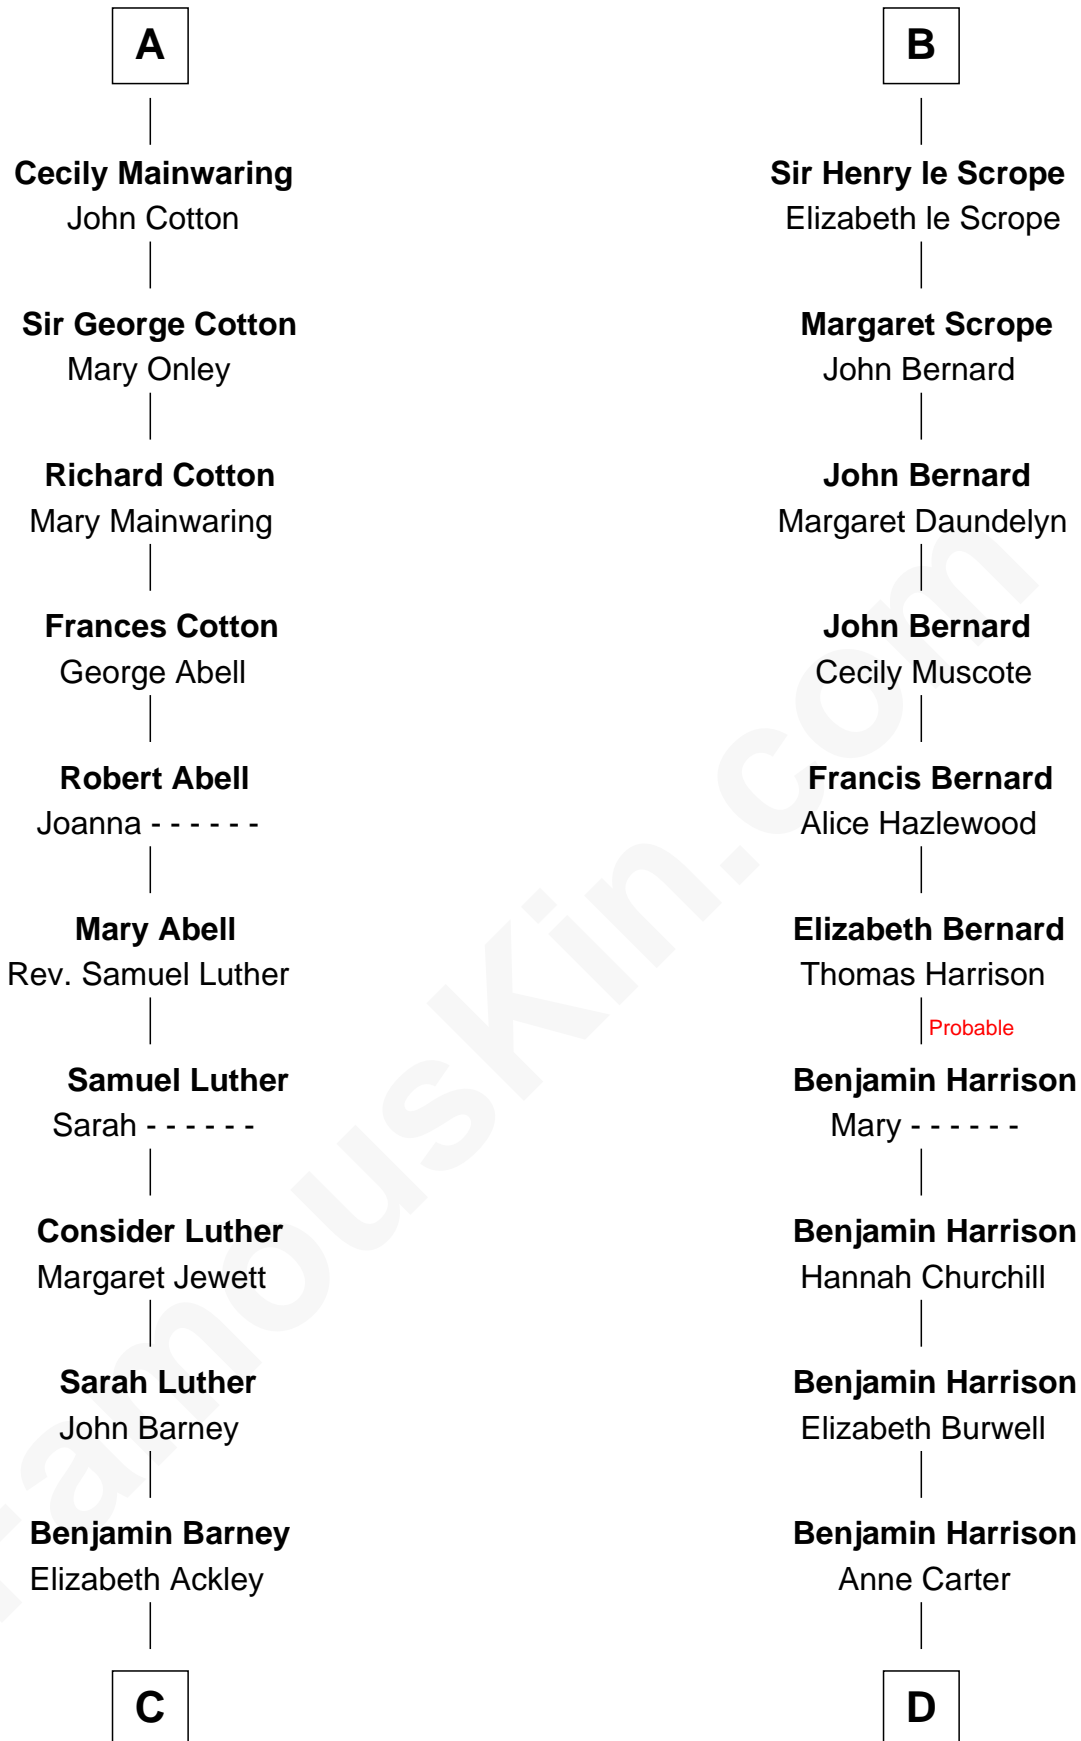 A
Cecily Mainwaring
John Cotton
Sir George Cotton
Mary Onley
Richard Cotton
Mary Mainwaring
Frances Cotton
George Abell
Robert Abell
Joanna - - - - - -
Mary Abell
Rev. Samuel Luther
Samuel Luther
Sarah - - - - - -
Consider Luther
Margaret Jewett
Sarah Luther
John Barney
Benjamin Barney
Elizabeth Ackley
C
B
Sir Henry le Scrope
Elizabeth le Scrope
Margaret Scrope
John Bernard
John Bernard
Margaret Daundelyn
John Bernard
Cecily Muscote
Francis Bernard
Alice Hazlewood
Elizabeth Bernard
Thomas Harrison
Probable
Benjamin Harrison
Mary - - - - - -
Benjamin Harrison
Hannah Churchill
Benjamin Harrison
Elizabeth Burwell
Benjamin Harrison
Anne Carter
D
FamousKin.com